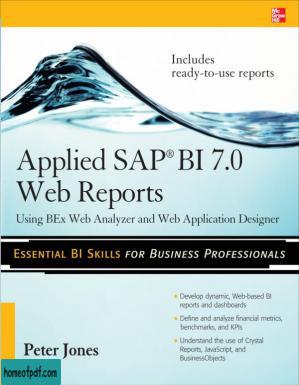 Mc
Graw
Hill
Includes
ready-to-use reports
Applied SAP® BI 7.0
Web Reports
Using BEx Web Analyzer and Web Application Designer
ESSENTIAL BI SKILLS FOR BUSINESS PROFESSIONALS
• Develop dynamic, Web-based BI
reports and dashboards
• Define and analyze financial metrics,
benchmarks, and KPIs
• Understand the use of Crystal
Reports, JavaScript, and
BusinessObjects
Peter Jones
homeofpdf.com